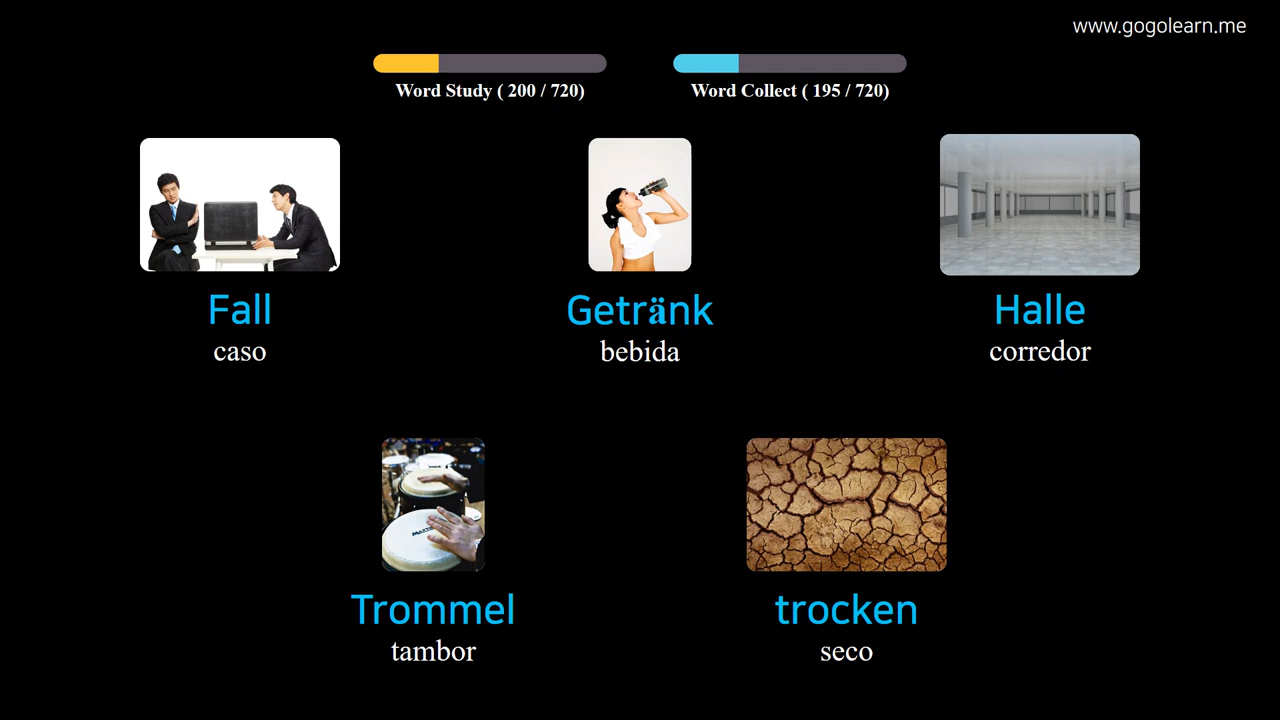 www.gogolearn.me
Word Study ( 200 / 720)
Word Collect ( 195 / 720)
Fall
caso
Getränk
bebida
Halle
corredor
Trommel
tambor
trocken
seco